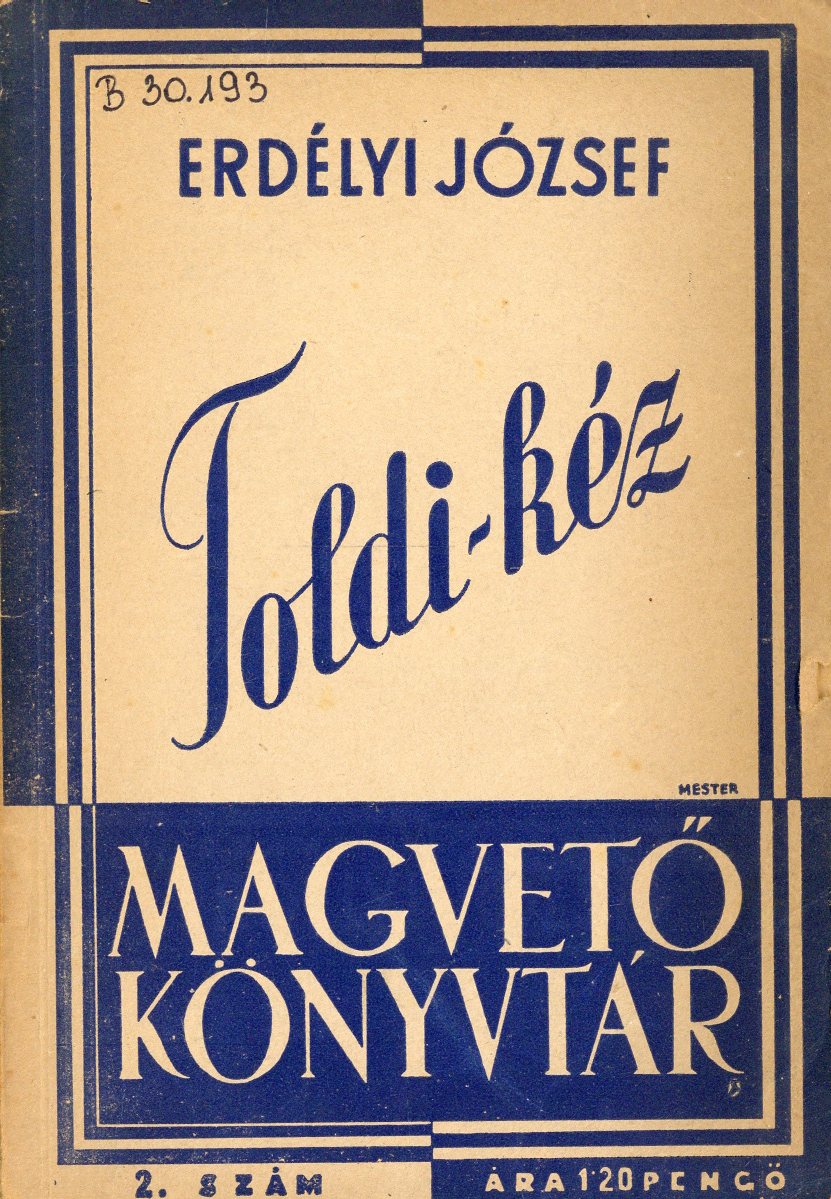 B 30.193
ERDÉLYI JÓZSEF
Toldi-kéz
MESTER
MAGVETŐ
KÖNYVTÁR
2. SZÁM ÁRA 1·20 PENGŐ